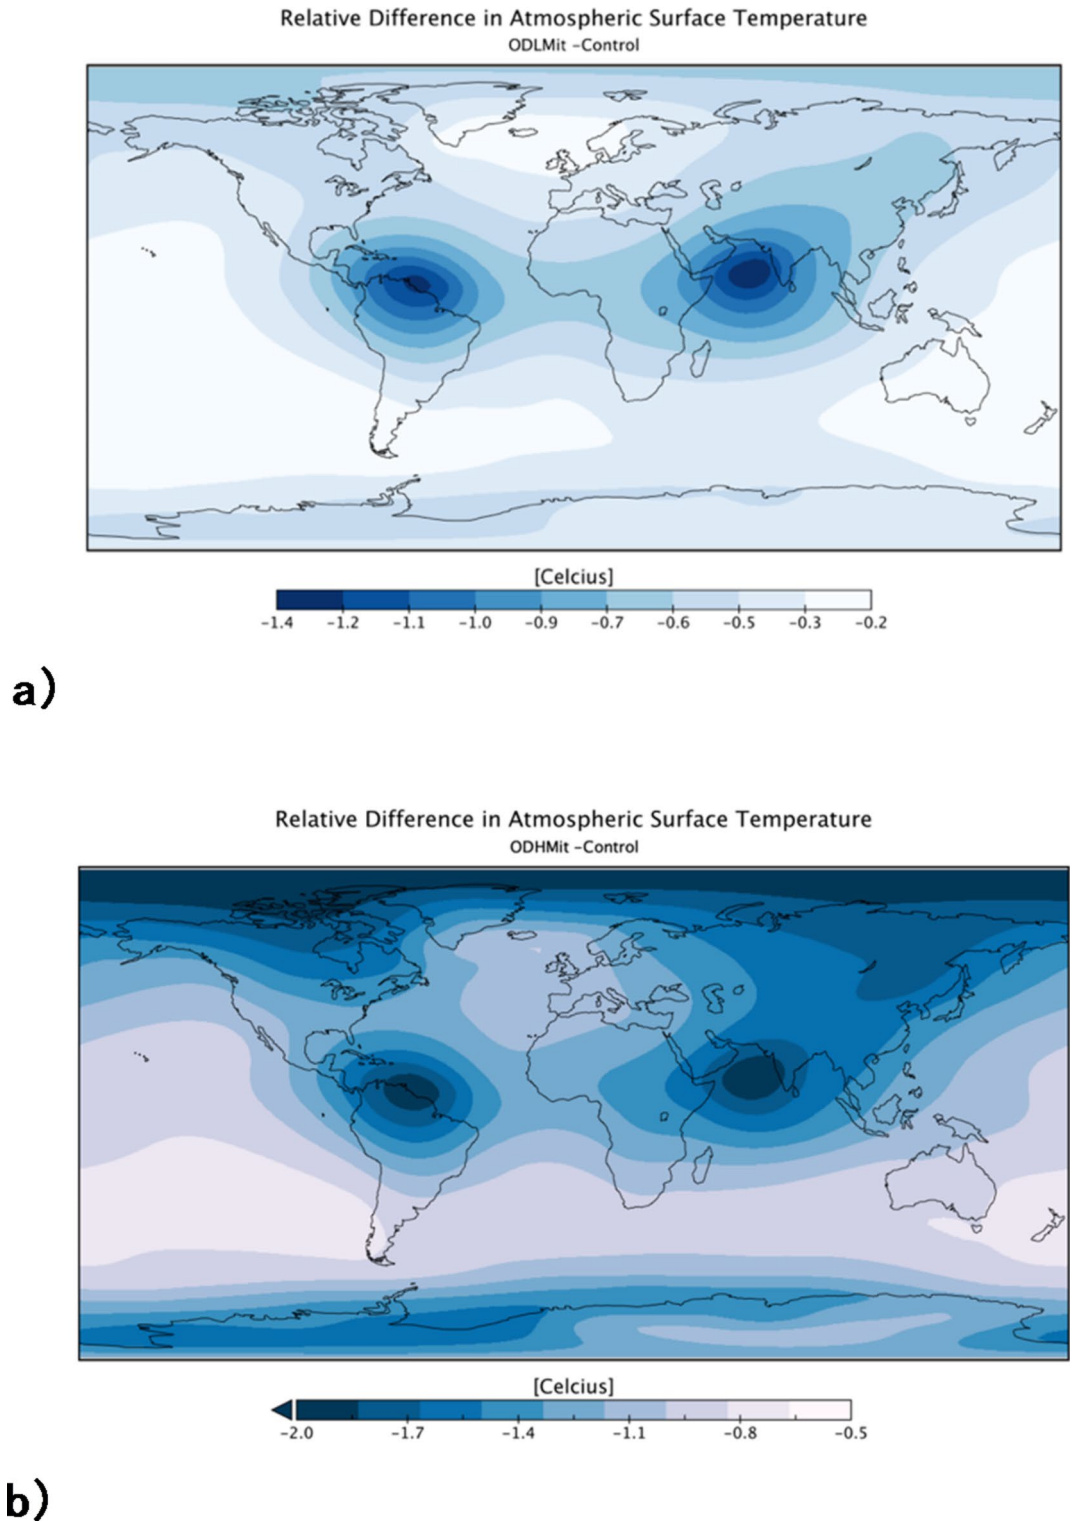 Relative Difference in Atmospheric Surface Temperature
ODLMit -Control
[Celcius]
-1.4 -1.2 -1.1 -1.0 -0.9 -0.7 -0.6 -0.5 -0.3 -0.2
a)
Relative Difference in Atmospheric Surface Temperature
ODHMit -Control
[Celcius]
-2.0 -1.7 -1.4 -1.1 -0.8 -0.5
b)